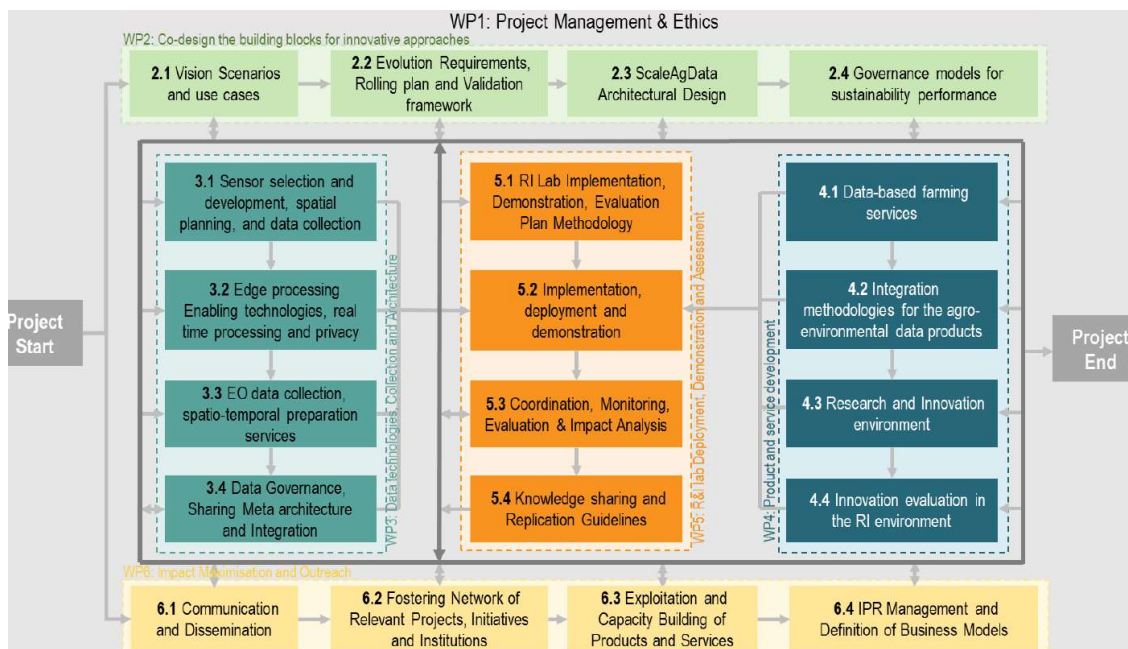 WP1: Project Management & Ethics
WP2: Co-design the building blocks for innovative approaches
2.1 Vision Scenarios
and use cases
2.2 Evolution Requirements,
Rolling plan and Validation
framework
2.3 ScaleAgData
Architectural Design
2.4 Governance models for
sustainability performance
Project
Start
3.1 Sensor selection and
development, spatial
planning, and data collection
3.2 Edge processing
Enabling technologies, real
time processing and privacy
3.3 EO data collection,
spatio-temporal preparation
services
3.4 Data Governance,
Sharing Meta architecture
and Integration
WP3: Data technologies, Collection and Architecture
5.1 RI Lab Implementation,
Demonstration, Evaluation
Plan Methodology
5.2 Implementation,
deployment and
demonstration
5.3 Coordination, Monitoring,
Evaluation & Impact Analysis
5.4 Knowledge sharing and
Replication Guidelines
WP5: R&I lab Deployment, Demonstration and Assessment
WP4: Product and service development
4.1 Data-based farming
services
4.2 Integration
methodologies for the agro-
environmental data products
4.3 Research and Innovation
environment
4.4 Innovation evaluation in
the RI environment
Project
End
WP6: Impact Maximisation and Outreach
6.1 Communication
and Dissemination
6.2 Fostering Network of
Relevant Projects, Initiatives
and Institutions
6.3 Exploitation and
Capacity Building of
Products and Services
6.4 IPR Management and
Definition of Business Models